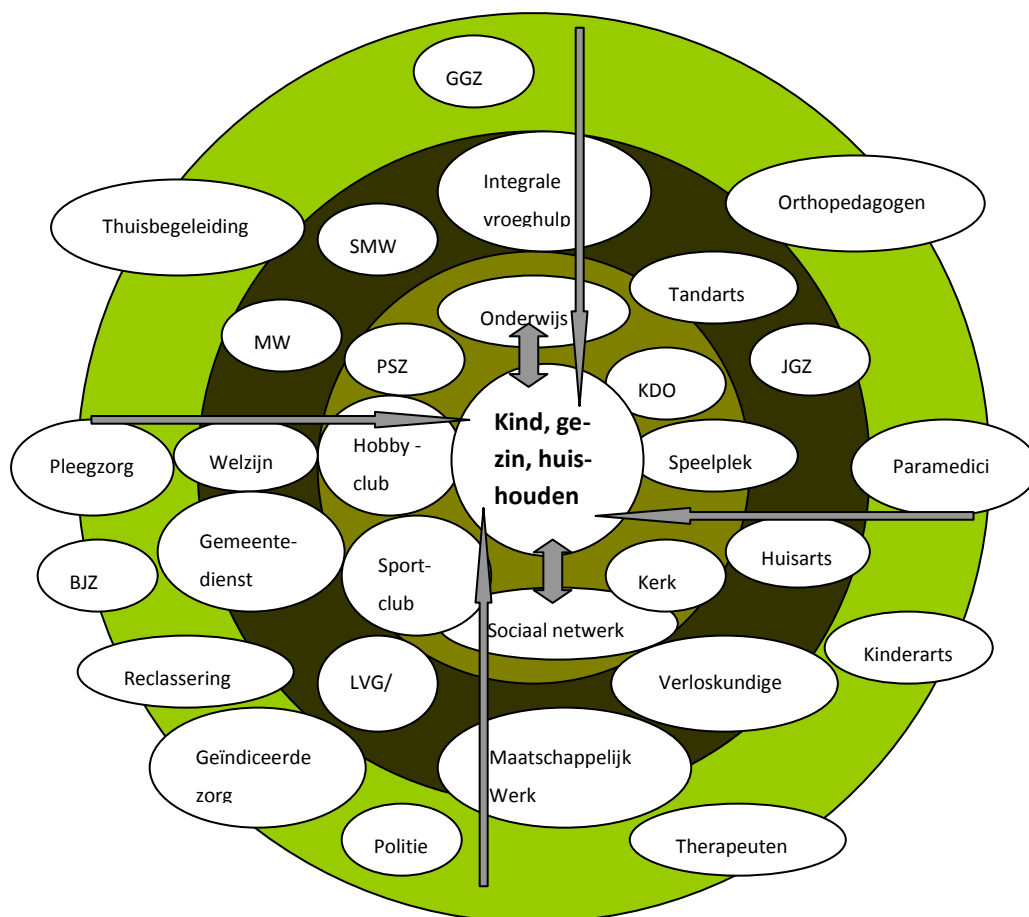 GGZ
Integrale
vroeghulp
Orthopedagogen
Thuisbegeleiding
SMW
Tandarts
Onderwijs
MW
PSZ
KDO
JGZ
Kind, ge-
zin, huis-
houden
Hobby -
club
Welzijn
Pleegzorg
Speelplek
Paramedici
Gemeente-
dienst
Sport-
club
Kerk
Huisarts
BJZ
Sociaal netwerk
Kinderarts
Reclassering
LVG/
Verloskundige
Geïndiceerde
zorg
Maatschappelijk
Werk
Politie
Therapeuten